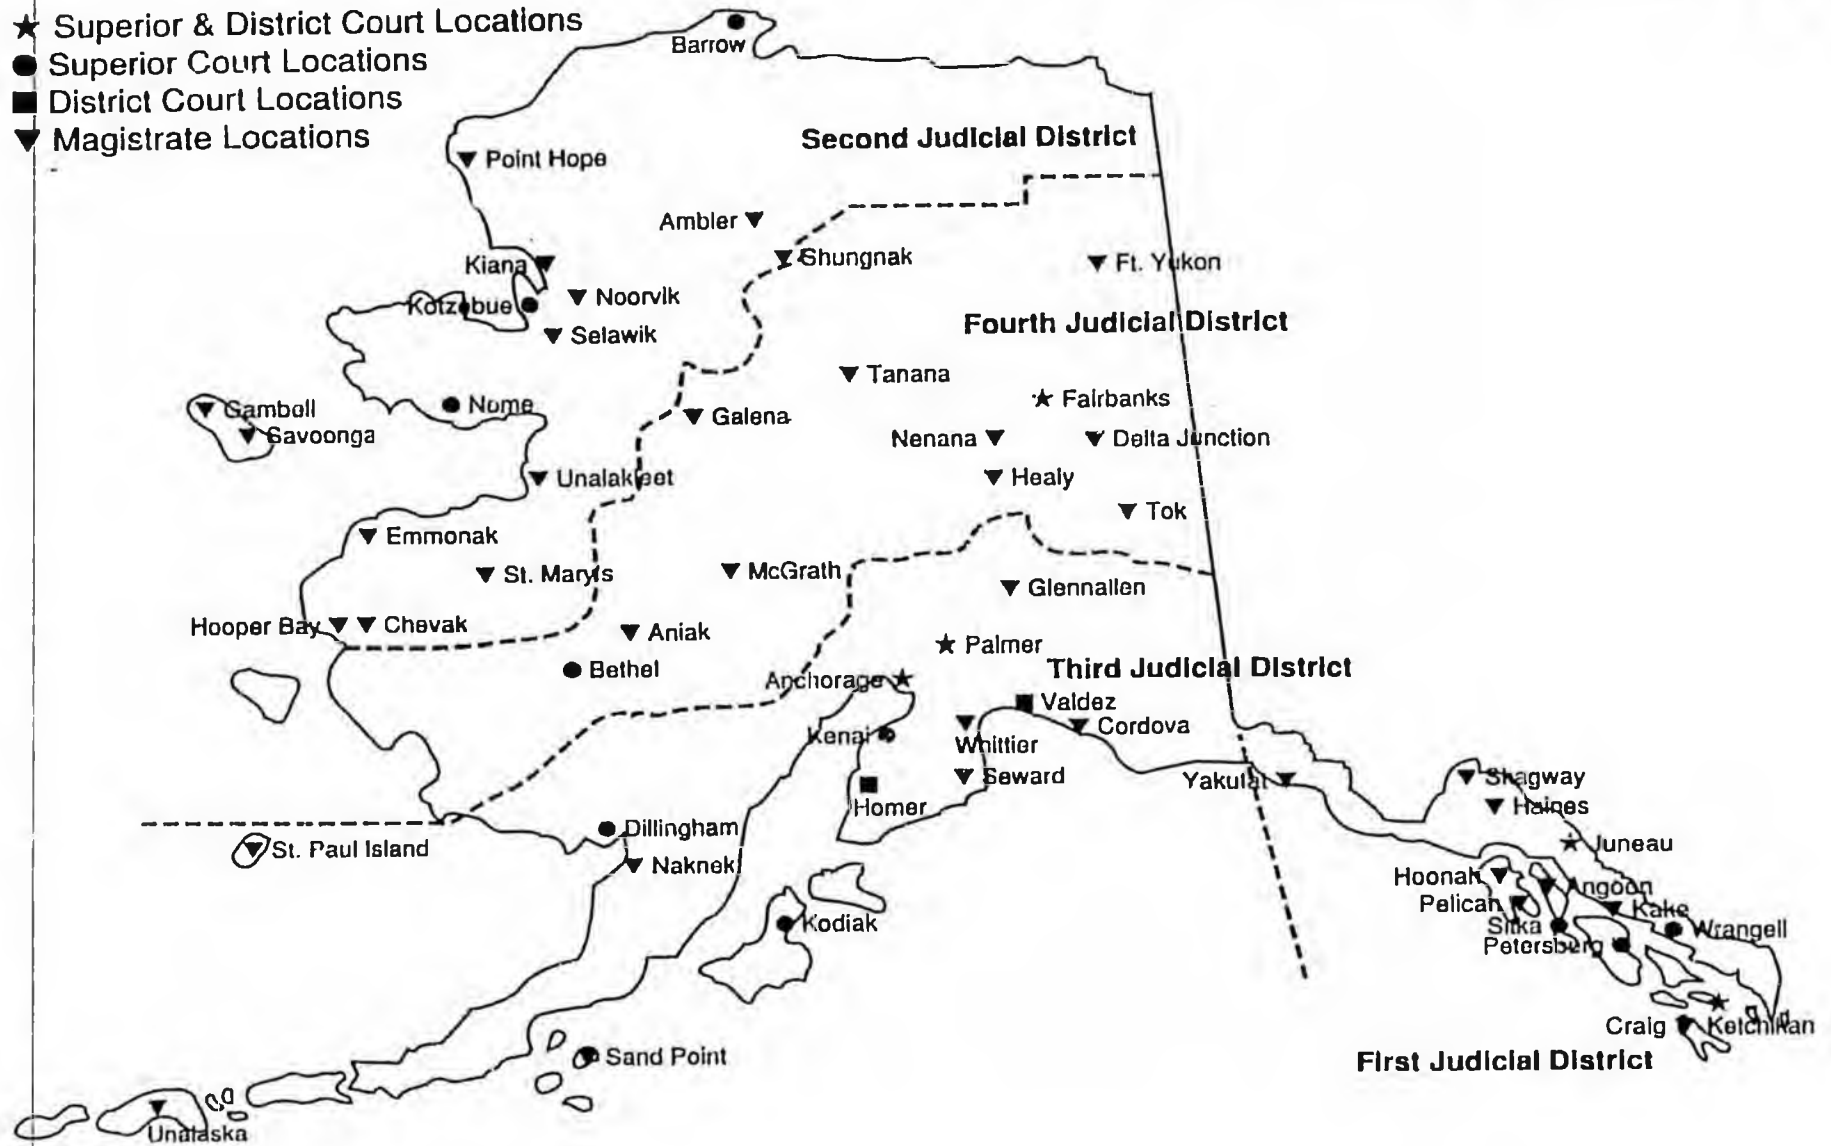 Superior & District Court Locations
Superior Court Locations
District Court Locations
Magistrate Locations
Barrow
Second Judicial District
Point Hope
Ambler
Shungnak
Kiana
Ft. Yukon
Noorvik
Kotzebue
Fourth Judicial District
Selawik
Tanana
Fairbanks
Gambell
Nome
Galena
Savoonga
Nenana
Delta Junction
Unalakleet
Healy
Tok
Emmonak
St. Mary's
McGrath
Glennallen
Hooper Bay
Chevak
Aniak
Palmer
Bethel
Third Judicial District
Anchorage
Valdez
Cordova
Kenai
Whittier
Seward
Yakutat
Skagway
Homer
Haines
Dillingham
St. Paul Island
Juneau
Naknek
Hoonah
Angoon
Pelican
Kake
Kodiak
Sitka
Wrangell
Petersburg
Craig
Ketchikan
Sand Point
First Judicial District
Unalaska